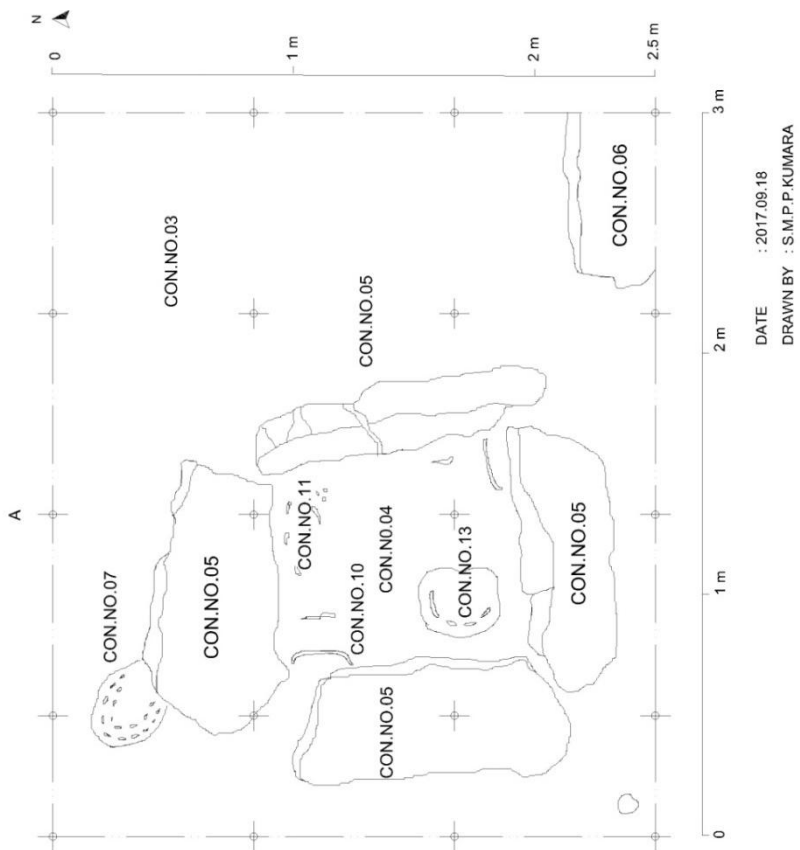 A
N
0
CON.NO.07
CON.NO.03
CON.NO.05
1 m
CON.NO.11
CON.NO.10
CON.NO.05
CON.N0.04
CON.NO.05
CON.NO.13
2 m
CON.NO.05
CON.NO.06
2.5 m
0 1 m 2 m 3 m
DATE : 2017.09.18
DRAWN BY : S.M.P.P.KUMARA